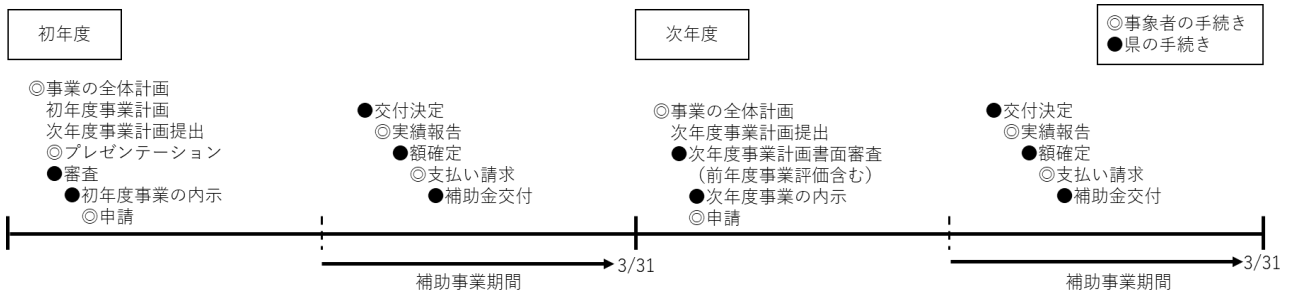 初年度
次年度
◎事象者の手続き
●県の手続き
◎事業の全体計画
初年度事業計画
次年度事業計画提出
◎プレゼンテーション
●審査
●初年度事業の内示
◎申請
●交付決定
◎実績報告
●額確定
◎支払い請求
●補助金交付
◎事業の全体計画
次年度事業計画提出
●次年度事業計画書面審査
（前年度事業評価含む）
●次年度事業の内示
◎申請
●交付決定
◎実績報告
●額確定
◎支払い請求
●補助金交付
3/31
補助事業期間
3/31
補助事業期間